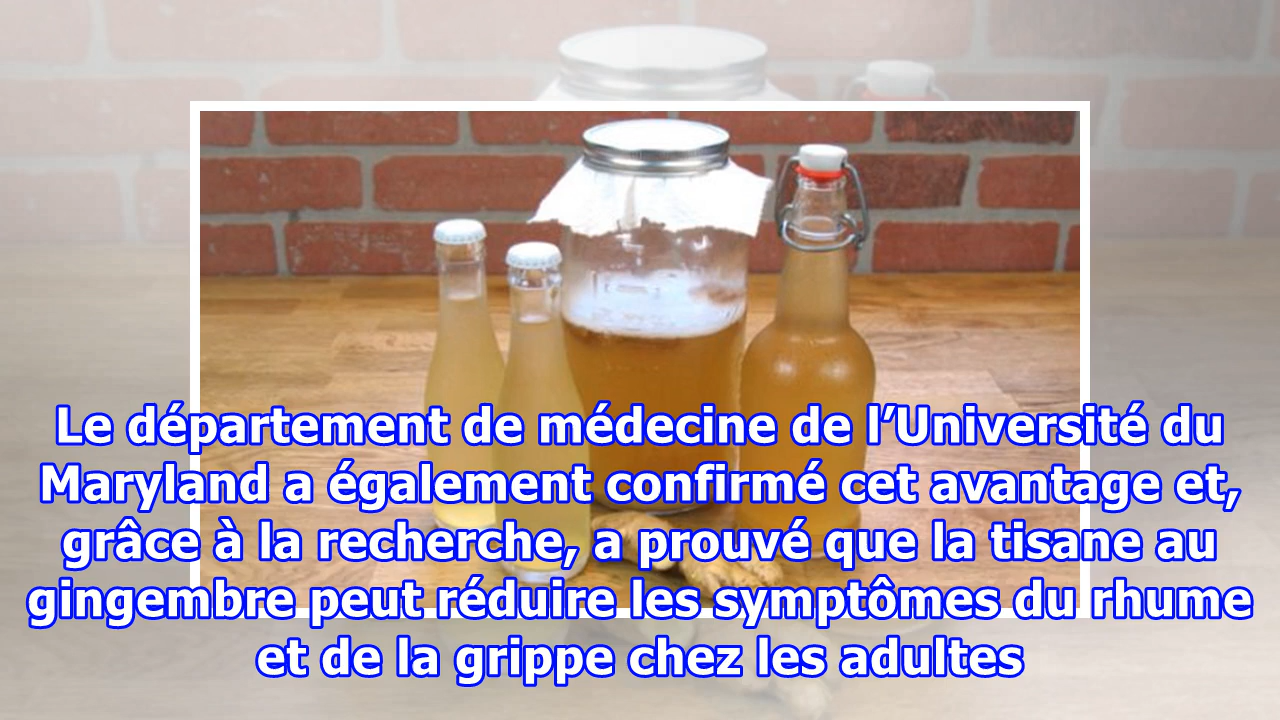 Le département de médecine de l’Université du
Maryland a également confirmé cet avantage et,
grâce à la recherche, a prouvé que la tisane au
gingembre peut réduire les symptômes du rhume
et de la grippe chez les adultes